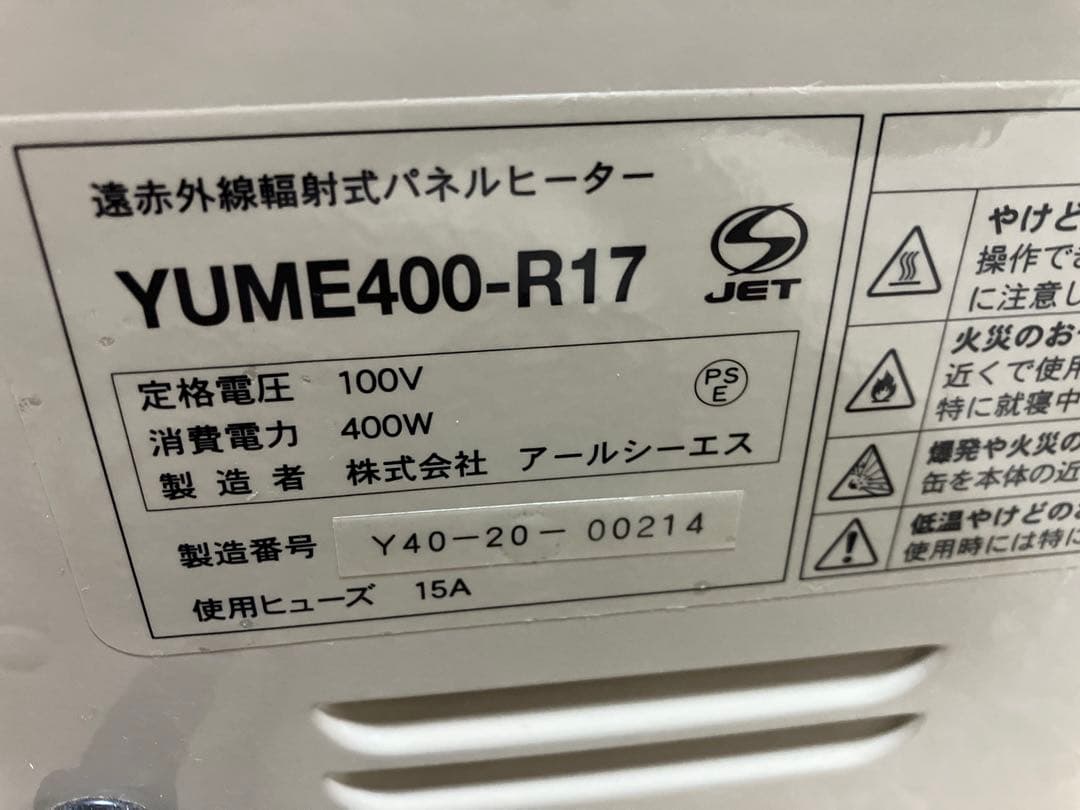 遠赤外線輻射式パネルヒーター
YUME400-R17
JET
定格電圧 100V
PS
E
消費電力 400W
製造者 株式会社 アールシーエス
製造番号 Y40-20-00214
使用ヒューズ 15A
やけど
操作でき
に注意し
火災のお
近くで使用
特に就寝中
爆発や火災の
缶を本体の近
低温やけどのお
使用時には特に